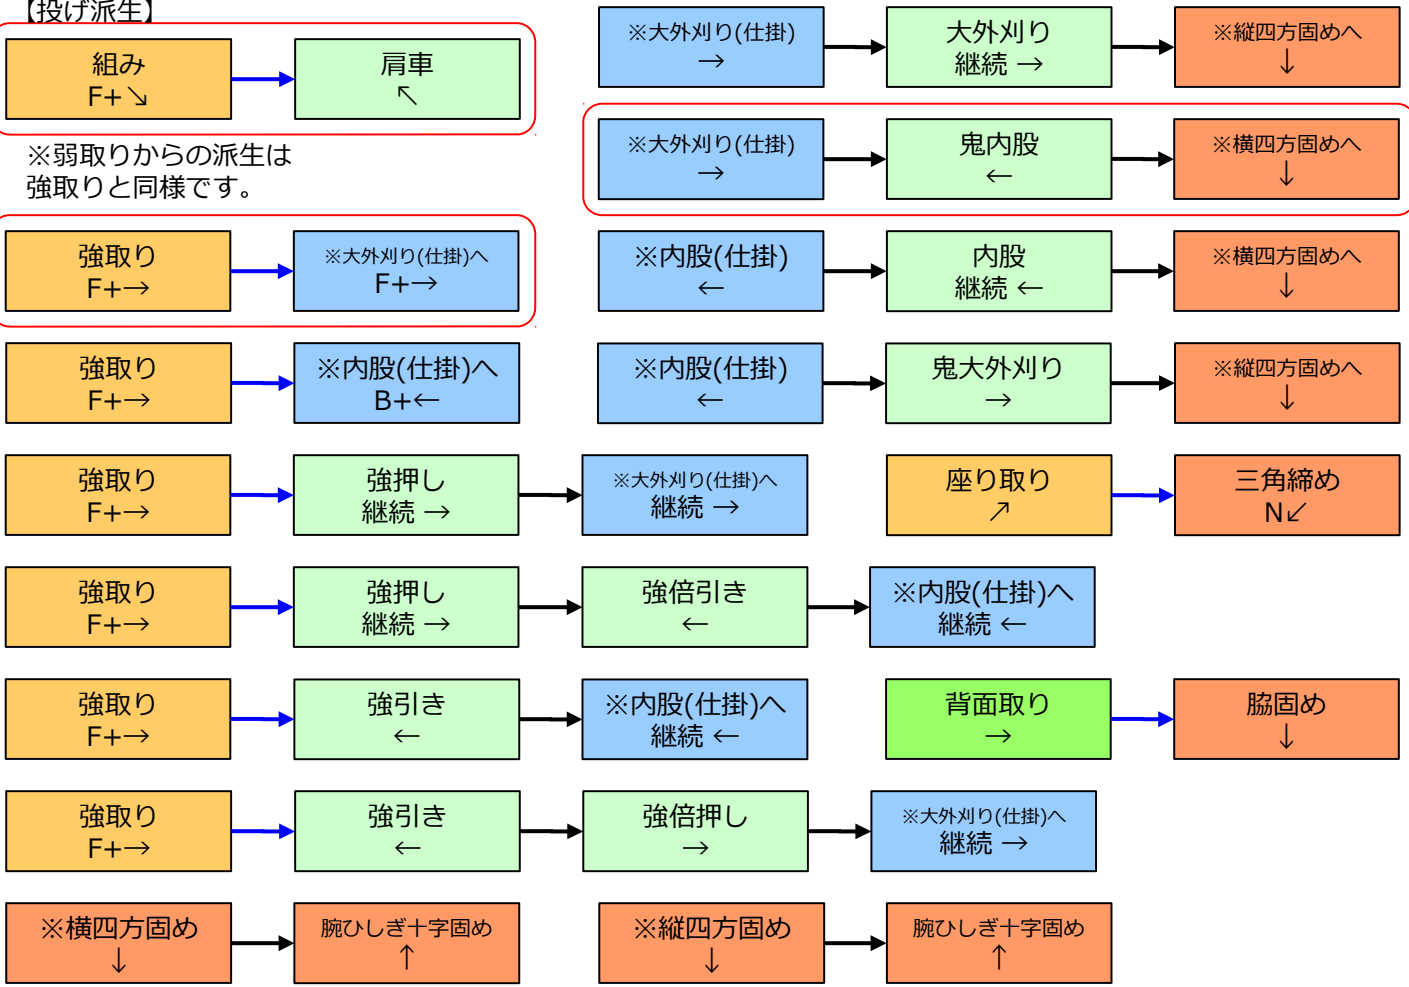 【投げ派生】
組み
F+↘
肩車
↖
※弱取りからの派生は
強取りと同様です。
強取り
F+→
※大外刈り(仕掛)へ
F+→
強取り
F+→
※内股(仕掛)へ
B+←
強取り
F+→
強押し
継続 →
※大外刈り(仕掛)へ
継続 →
強取り
F+→
強押し
継続 →
強倍引き
←
※内股(仕掛)へ
継続 ←
強取り
F+→
強引き
←
※内股(仕掛)へ
継続 ←
強取り
F+→
強引き
←
強倍押し
→
※大外刈り(仕掛)へ
継続 →
※横四方固め
↓
腕ひしぎ十字固め
↑
※大外刈り(仕掛)
→
大外刈り
継続 →
※縦四方固めへ
↓
※大外刈り(仕掛)
→
鬼内股
←
※横四方固めへ
↓
※内股(仕掛)
←
内股
継続 ←
※横四方固めへ
↓
※内股(仕掛)
←
鬼大外刈り
→
※縦四方固めへ
↓
座り取り
↗
三角締め
N↙
背面取り
→
脇固め
↓
※縦四方固め
↓
腕ひしぎ十字固め
↑